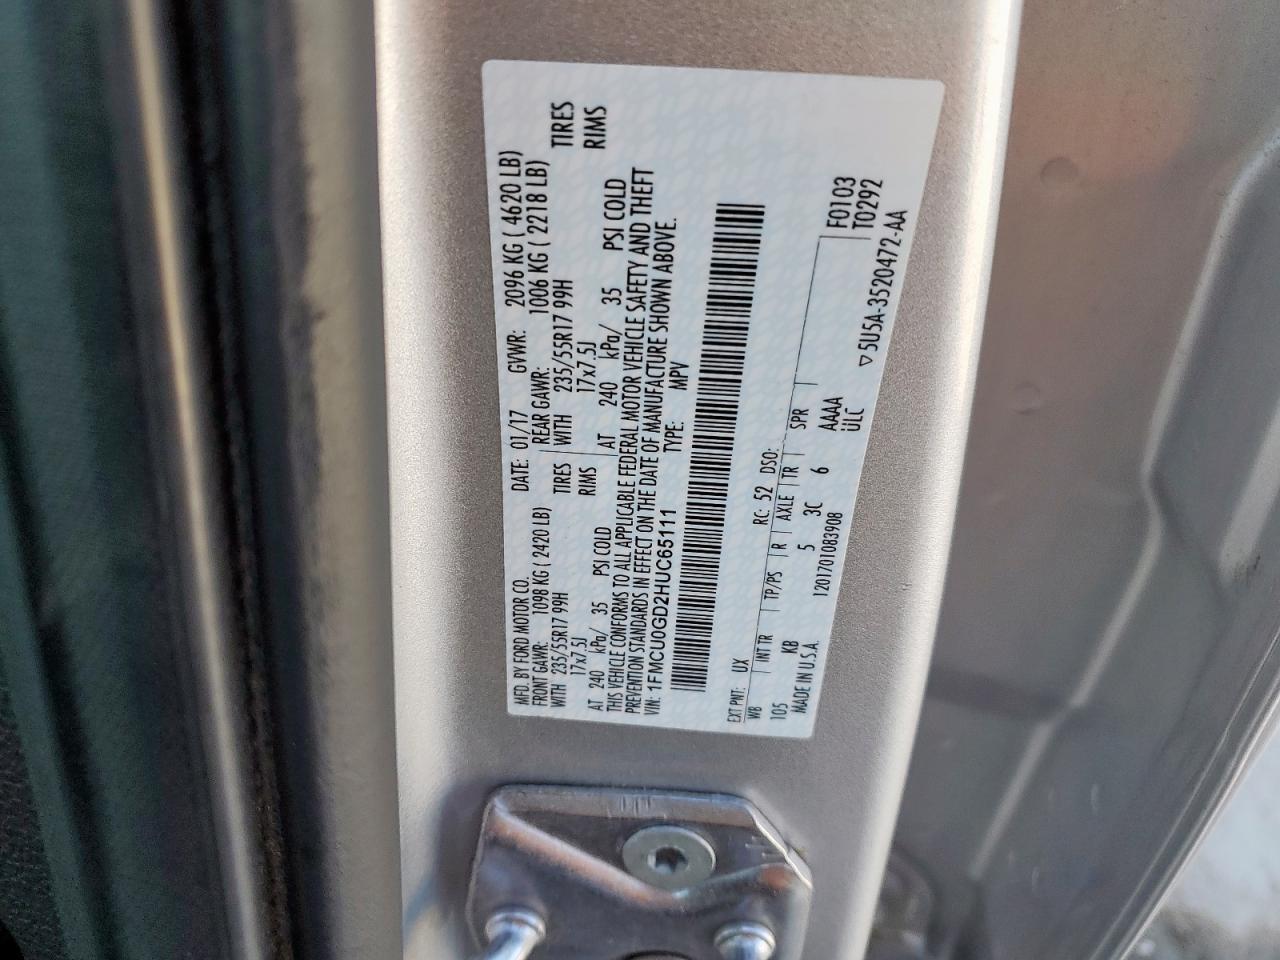 MFD. BY FORD MOTOR CO.
DATE: 01/17 GVWR: 2096 KG ( 4620 LB)
FRONT GAWR: 1098 KG ( 2420 LB)
REAR GAWR: 1006 KG ( 2218 LB)
WITH 235/55R17 99H TIRES
WITH 235/55R17 99H TIRES
17x7.5J RIMS
17x7.5J RIMS
AT 240 kPa/ 35 PSI COLD
AT 240 kPa/ 35 PSI COLD
THIS VEHICLE CONFORMS TO ALL APPLICABLE FEDERAL MOTOR VEHICLE SAFETY AND THEFT
PREVENTION STANDARDS IN EFFECT ON THE DATE OF MANUFACTURE SHOWN ABOVE.
VIN: 1FMCU0GD2HUC65111
TYPE: MPV
EXT PNT: UX RC: 52 DSO:
WB INT TR TP/PS R AXLE TR SPR
F0103
T0292
105 KB 5 3C 6 AAAA
ULC
MADE IN U.S.A.
1201701083908
▽5U5A-3520472-AA